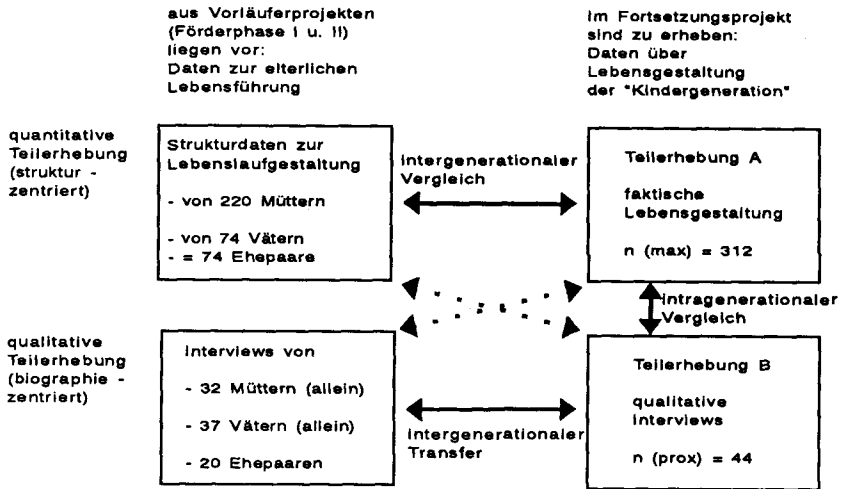 aus Vorläuferprojekten
(Förderphase I u. II)
liegen vor:
Daten zur elterlichen
Lebensführung
Im Fortsetzungsprojekt
sind zu erheben:
Daten über
Lebensgestaltung
der "Kindergeneration"
quantitative
Teilerhebung
(struktur -
zentriert)
Strukturdaten zur
Lebenslaufgestaltung
- von 220 Müttern
- von 74 Vätern
- = 74 Ehepaare
Intergenerationaler
Vergleich
Teilerhebung A
faktische
Lebensgestaltung
n (max) = 312
Intragenerationaler
Vergleich
qualitative
Teilerhebung
(biographie -
zentriert)
Interviews von
- 32 Müttern (allein)
- 37 Vätern (allein)
- 20 Ehepaaren
Intergenerationaler
Transfer
Teilerhebung B
qualitative
Interviews
n (prox) = 44